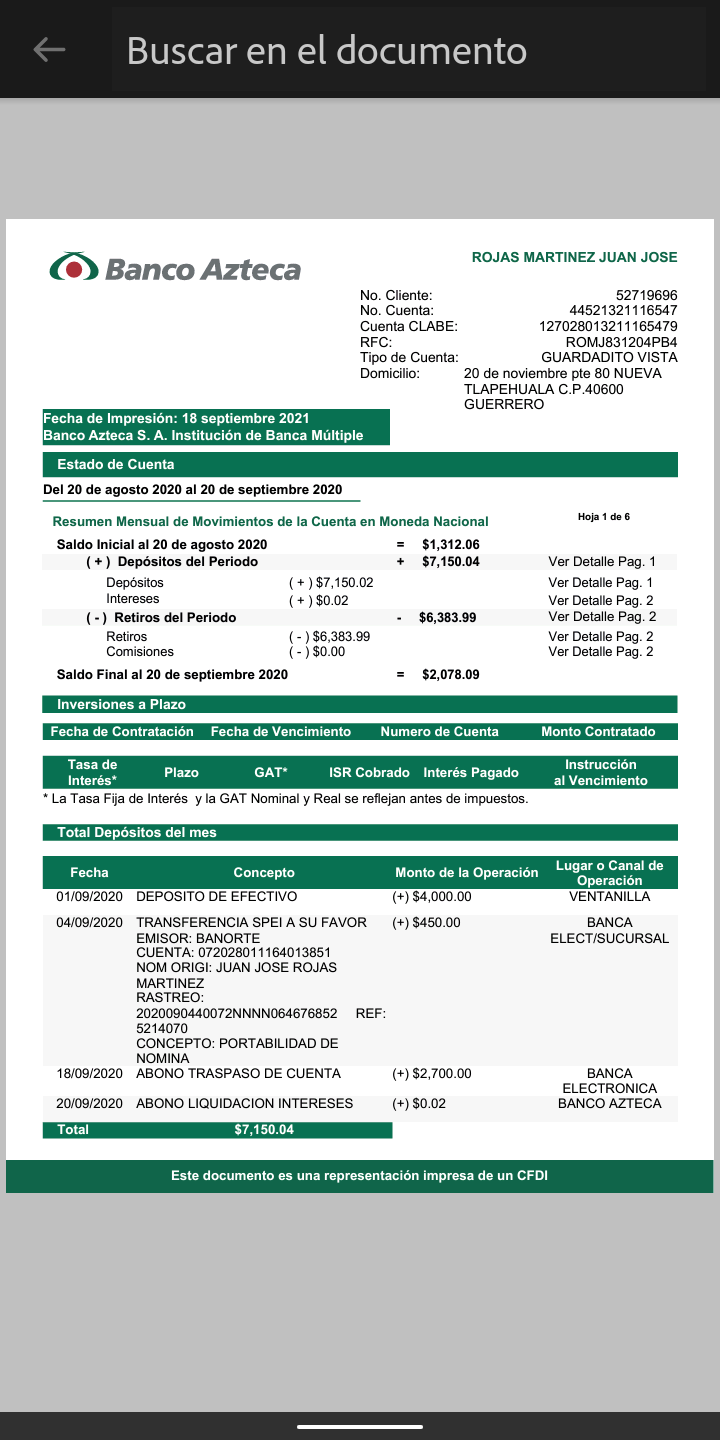 Buscar en el documento
Banco Azteca
ROJAS MARTINEZ JUAN JOSE
No. Cliente: 52719696
No. Cuenta: 44521321116547
Cuenta CLABE: 127028013211165479
RFC: ROMJ831204PB4
Tipo de Cuenta: GUARDADITO VISTA
Domicilio: 20 de noviembre pte 80 NUEVA
TLAPEHUALA C.P.40600
GUERRERO
Fecha de Impresión: 18 septiembre 2021
Banco Azteca S. A. Institución de Banca Múltiple
Estado de Cuenta
Del 20 de agosto 2020 al 20 de septiembre 2020
Resumen Mensual de Movimientos de la Cuenta en Moneda Nacional
Hoja 1 de 6
Saldo Inicial al 20 de agosto 2020 = $1,312.06
( + ) Depósitos del Periodo + $7,150.04 Ver Detalle Pag. 1
Depósitos ( + ) $7,150.02 Ver Detalle Pag. 1
Intereses ( + ) $0.02 Ver Detalle Pag. 2
( - ) Retiros del Periodo - $6,383.99 Ver Detalle Pag. 2
Retiros ( - ) $6,383.99 Ver Detalle Pag. 2
Comisiones ( - ) $0.00 Ver Detalle Pag. 2
Saldo Final al 20 de septiembre 2020 = $2,078.09
Inversiones a Plazo
Fecha de Contratación Fecha de Vencimiento Numero de Cuenta Monto Contratado
Tasa de Interés* Plazo GAT* ISR Cobrado Interés Pagado Instrucción al Vencimiento
* La Tasa Fija de Interés y la GAT Nominal y Real se reflejan antes de impuestos.
Total Depósitos del mes
Fecha Concepto Monto de la Operación Lugar o Canal de Operación
01/09/2020 DEPOSITO DE EFECTIVO (+) $4,000.00 VENTANILLA
04/09/2020 TRANSFERENCIA SPEI A SU FAVOR (+) $450.00 BANCA
EMISOR: BANORTE ELECT/SUCURSAL
CUENTA: 072028011164013851
NOM ORIGI: JUAN JOSE ROJAS
MARTINEZ
RASTREO:
2020090440072NNNN064676852 REF:
5214070
CONCEPTO: PORTABILIDAD DE
NOMINA
18/09/2020 ABONO TRASPASO DE CUENTA (+) $2,700.00 BANCA
ELECTRONICA
20/09/2020 ABONO LIQUIDACION INTERESES (+) $0.02 BANCO AZTECA
Total $7,150.04
Este documento es una representación impresa de un CFDI